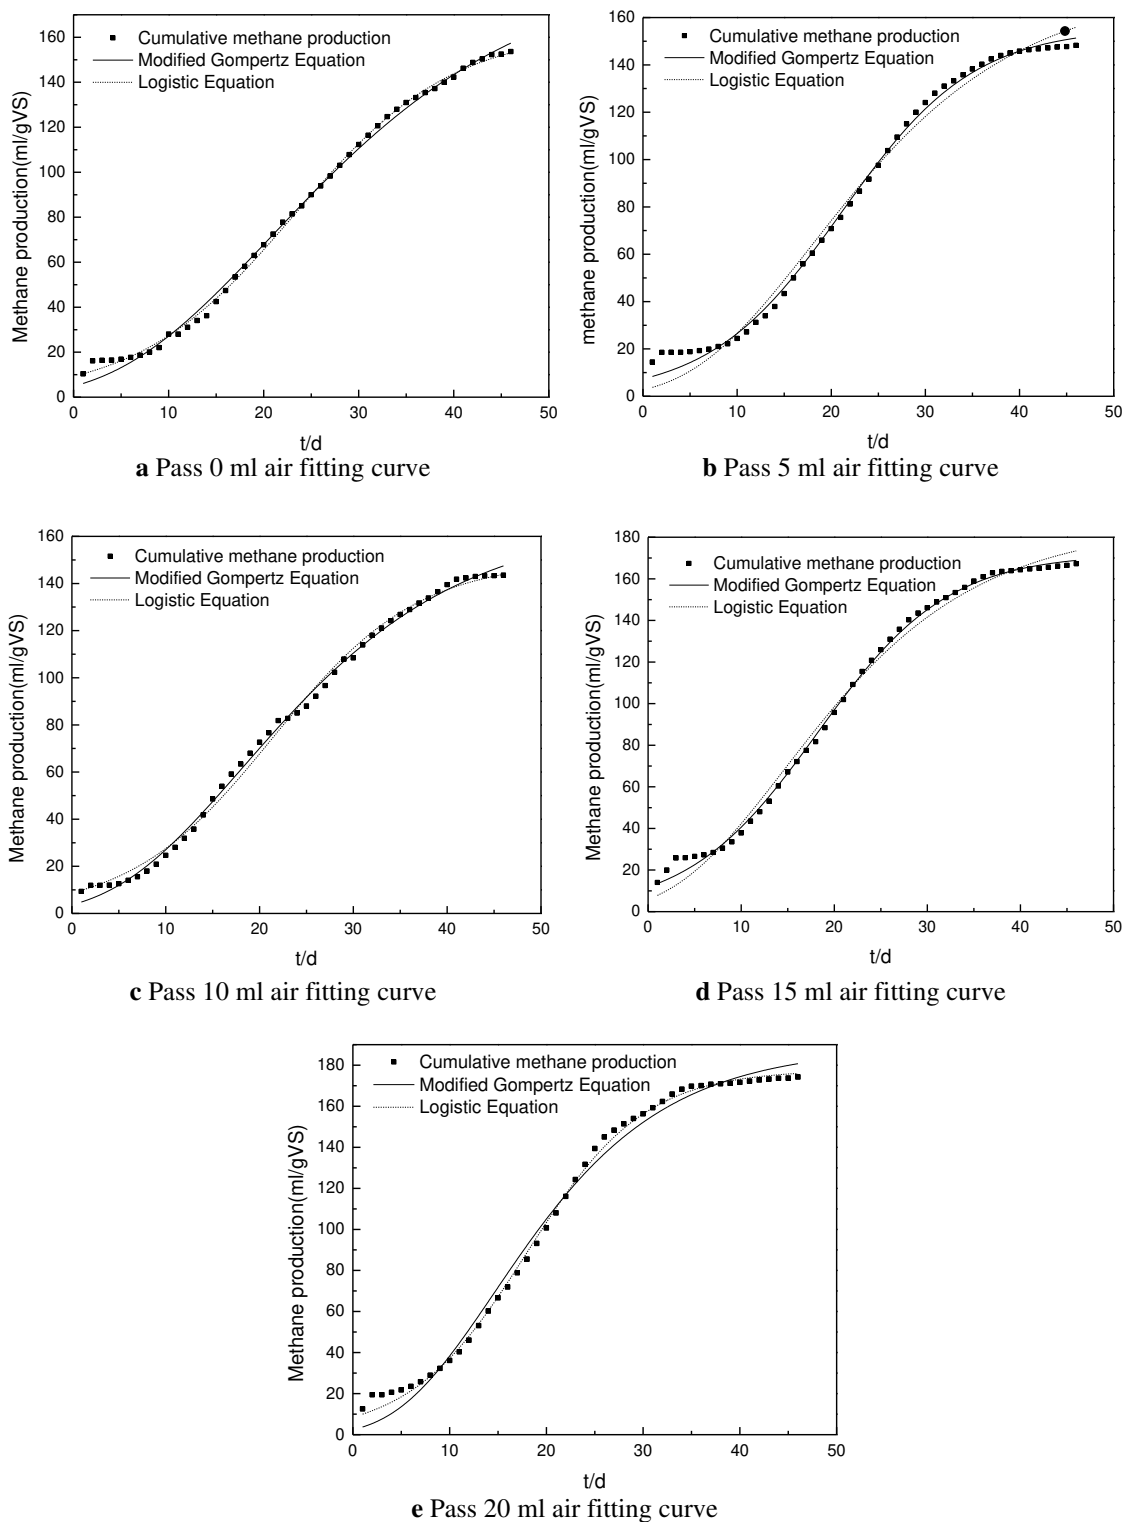 Cumulative methane production
Modified Gompertz Equation
Logistic Equation
Methane production(ml/gVS)
160
140
120
100
80
60
40
20
0
0 10 20 30 40 50
t/d
a Pass 0 ml air fitting curve
Cumulative methane production
Modified Gompertz Equation
Logistic Equation
methane production(ml/gVS)
160
140
120
100
80
60
40
20
0
0 10 20 30 40 50
t/d
b Pass 5 ml air fitting curve
Cumulative methane production
Modified Gompertz Equation
Logistic Equation
Methane production(ml/gVS)
160
140
120
100
80
60
40
20
0
0 10 20 30 40 50
t/d
c Pass 10 ml air fitting curve
Cumulative methane production
Modified Gompertz Equation
Logistic Equation
Methane production(ml/gVS)
180
160
140
120
100
80
60
40
20
0
0 10 20 30 40 50
t/d
d Pass 15 ml air fitting curve
Cumulative methane production
Modified Gompertz Equation
Logistic Equation
Methane production(ml/gVS)
180
160
140
120
100
80
60
40
20
0
0 10 20 30 40 50
t/d
e Pass 20 ml air fitting curve